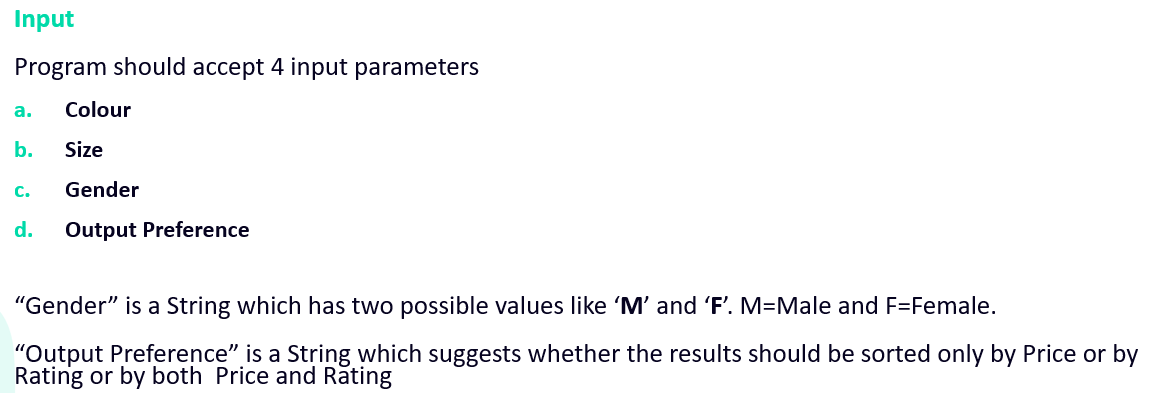 Input
Program should accept 4 input parameters
a. Colour
b. Size
c. Gender
d. Output Preference
“Gender” is a String which has two possible values like ‘M’ and ‘F’. M=Male and F=Female.
“Output Preference” is a String which suggests whether the results should be sorted only by Price or by
Rating or by both  Price and Rating